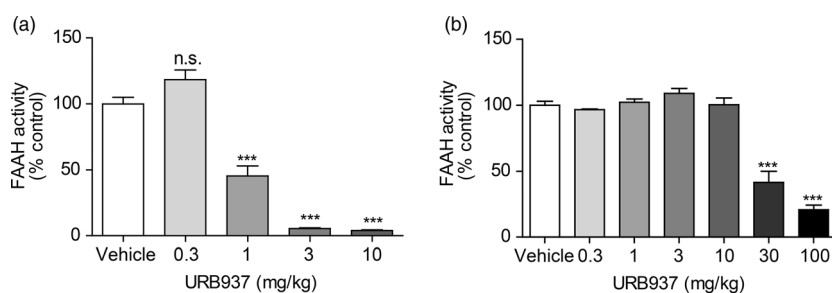 (a)
FAAH activity
(% control)
150
100
50
0
n.s.
***
***
***
Vehicle 0.3 1 3 10
URB937 (mg/kg)
(b)
FAAH activity
(% control)
150
100
50
0
***
***
Vehicle 0.3 1 3 10 30 100
URB937 (mg/kg)